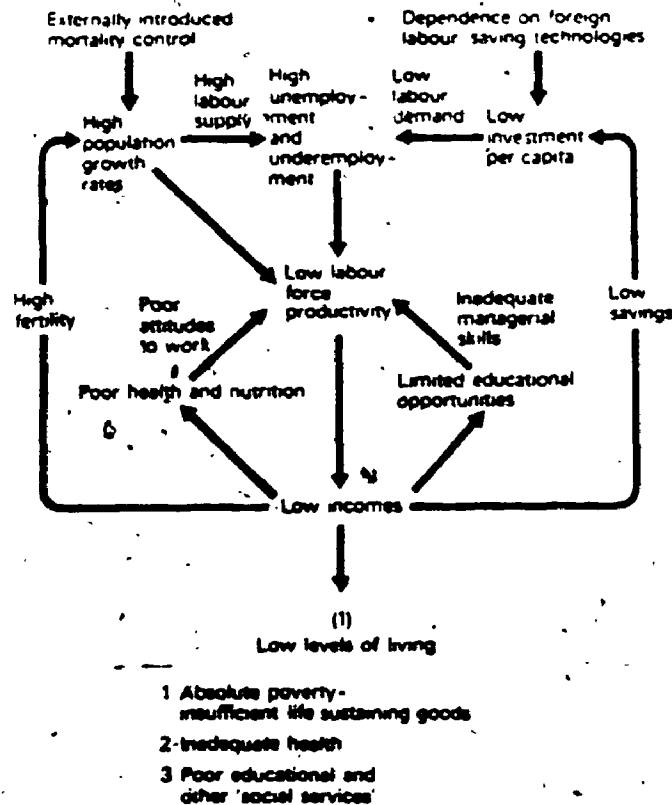 Externally introduced
mortality control
Dependence on foreign
labour saving technologies
High
labour
supply
High
unemploy-
ment
and
underemploy-
ment
Low
labour
demand
High
population
growth
rates
Low
investment
per capita
Low labour
force
productivity
High
fertility
Poor
attitudes
to work
Inadequate
managerial
skills
Low
savings
Poor health and nutrition
Limited educational
opportunities
Low incomes
(1)
Low levels of living
1 Absolute poverty-
insufficient life sustaining goods
2-Inadequate health
3 Poor educational and
other 'social services'